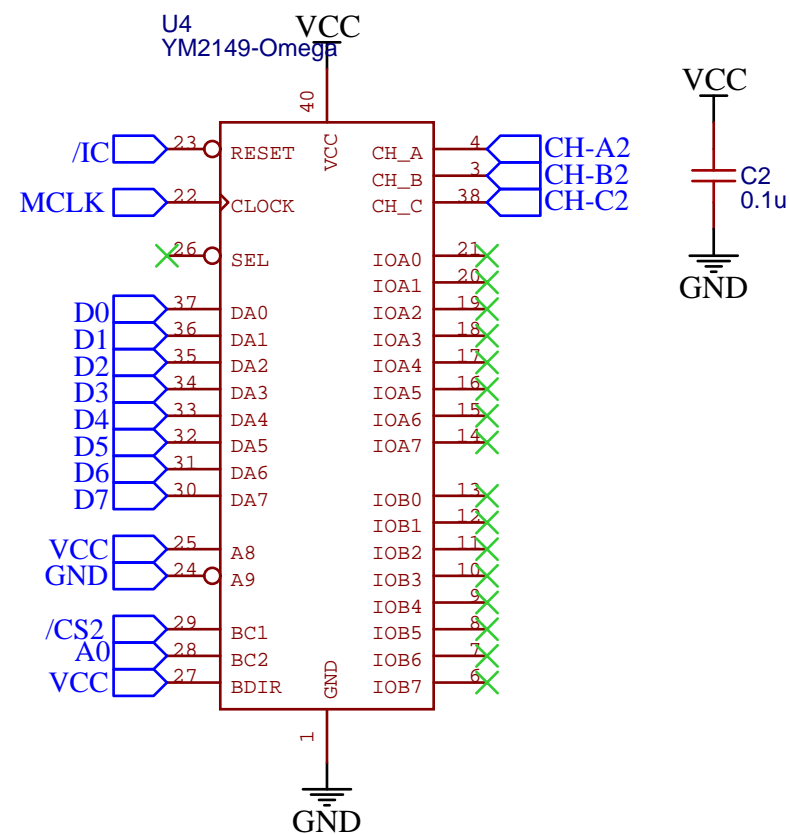 U4
YM2149-Omega
VCC
40
VCC
/IC 23 RESET
MCLK 22 CLOCK
26 SEL
D0 37 DA0
D1 36 DA1
D2 35 DA2
D3 34 DA3
D4 33 DA4
D5 32 DA5
D6 31 DA6
D7 30 DA7
VCC 25 A8
GND 24 A9
/CS2 29 BC1
A0 28 BC2
VCC 27 BDIR
CH_A 4 CH-A2
CH_B 3 CH-B2
CH_C 38 CH-C2
IOA0 21
IOA1 20
IOA2 19
IOA3 18
IOA4 17
IOA5 16
IOA6 15
IOA7 14
IOB0 13
IOB1 12
IOB2 11
IOB3 10
IOB4 9
IOB5 8
IOB6 7
IOB7 6
GND
1
GND
VCC
C2
0.1u
GND